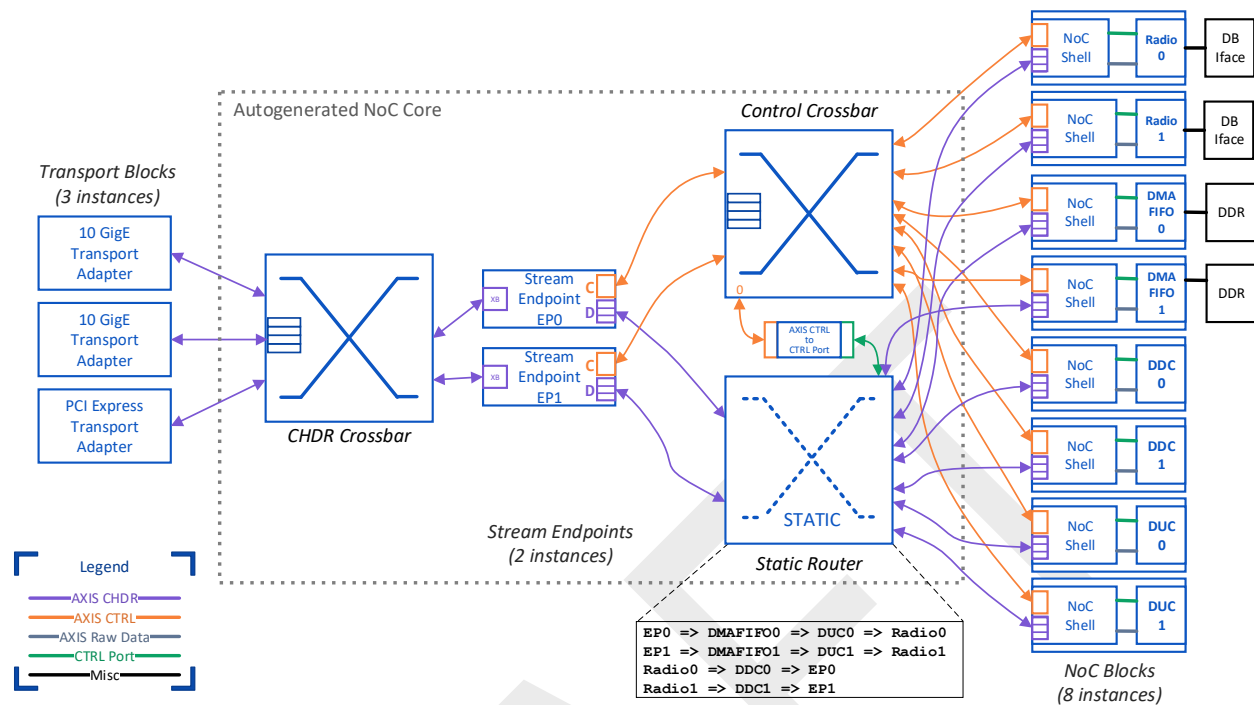 Autogenerated NoC Core
Transport Blocks
(3 instances)
10 GigE
Transport
Adapter
10 GigE
Transport
Adapter
PCI Express
Transport
Adapter
CHDR Crossbar
XB
Stream
Endpoint
EP0
C
D
XB
Stream
Endpoint
EP1
C
D
Stream Endpoints
(2 instances)
Control Crossbar
0
AXIS CTRL
to
CTRL Port
STATIC
Static Router
EP0 => DMAFIFO0 => DUC0 => Radio0
EP1 => DMAFIFO1 => DUC1 => Radio1
Radio0 => DDC0 => EP0
Radio1 => DDC1 => EP1
NoC
Shell
Radio
0
DB
Iface
NoC
Shell
Radio
1
DB
Iface
NoC
Shell
DMA
FIFO
0
DDR
NoC
Shell
DMA
FIFO
1
DDR
NoC
Shell
DDC
0
NoC
Shell
DDC
1
NoC
Shell
DUC
0
NoC
Shell
DUC
1
NoC Blocks
(8 instances)
Legend
AXIS CHDR
AXIS CTRL
AXIS Raw Data
CTRL Port
Misc